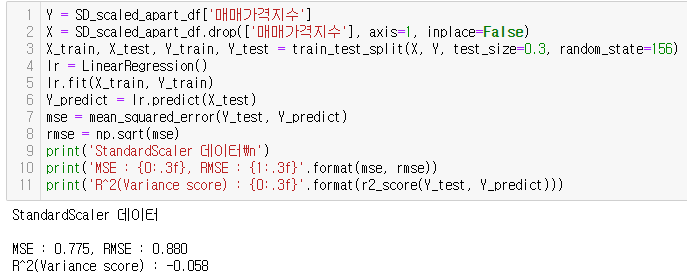 1 Y = SD_scaled_apart_df['매매가격지수']
2 X = SD_scaled_apart_df.drop(['매매가격지수'], axis=1, inplace=False)
3 X_train, X_test, Y_train, Y_test = train_test_split(X, Y, test_size=0.3, random_state=156)
4 lr = LinearRegression()
5 lr.fit(X_train, Y_train)
6 Y_predict = lr.predict(X_test)
7 mse = mean_squared_error(Y_test, Y_predict)
8 rmse = np.sqrt(mse)
9 print('StandardScaler 데이터₩n')
10 print('MSE : {0:.3f}, RMSE : {1:.3f}'.format(mse, rmse))
11 print('R^2(Variance score) : {0:.3f}'.format(r2_score(Y_test, Y_predict)))
StandardScaler 데이터
MSE : 0.775, RMSE : 0.880
R^2(Variance score) : -0.058